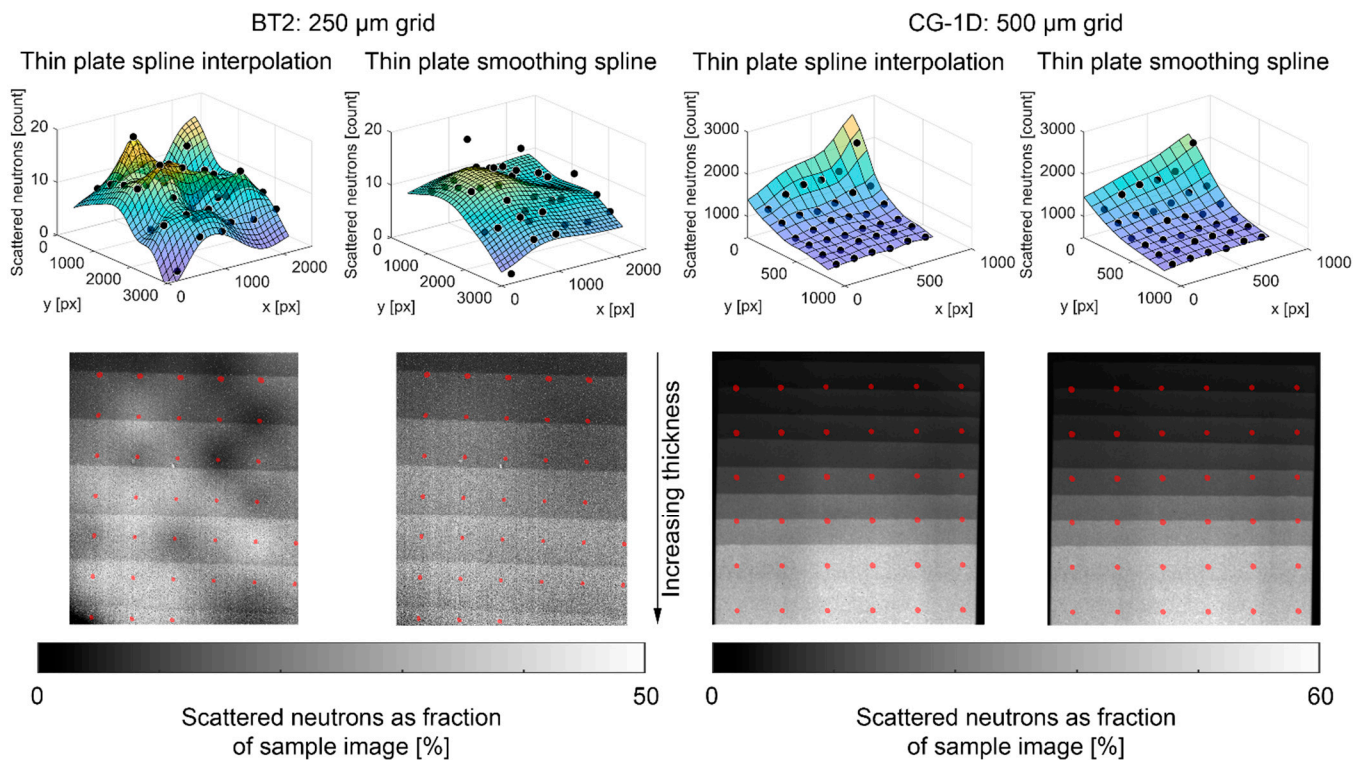 BT2: 250 µm grid
CG-1D: 500 µm grid
Thin plate spline interpolation
Thin plate smoothing spline
Thin plate spline interpolation
Thin plate smoothing spline
Scattered neutrons [count]
20
10
0
0
1000
2000
3000
y [px]
0
1000
2000
x [px]
20
10
0
0
1000
2000
3000
y [px]
0
1000
2000
x [px]
Scattered neutrons [count]
Scattered neutrons [count]
3000
2000
1000
0
500
1000
y [px]
0
500
1000
x [px]
Scattered neutrons [count]
3000
2000
1000
0
500
1000
y [px]
0
500
1000
x [px]
Increasing thickness
0
50
Scattered neutrons as fraction
of sample image [%]
0
60
Scattered neutrons as fraction
of sample image [%]